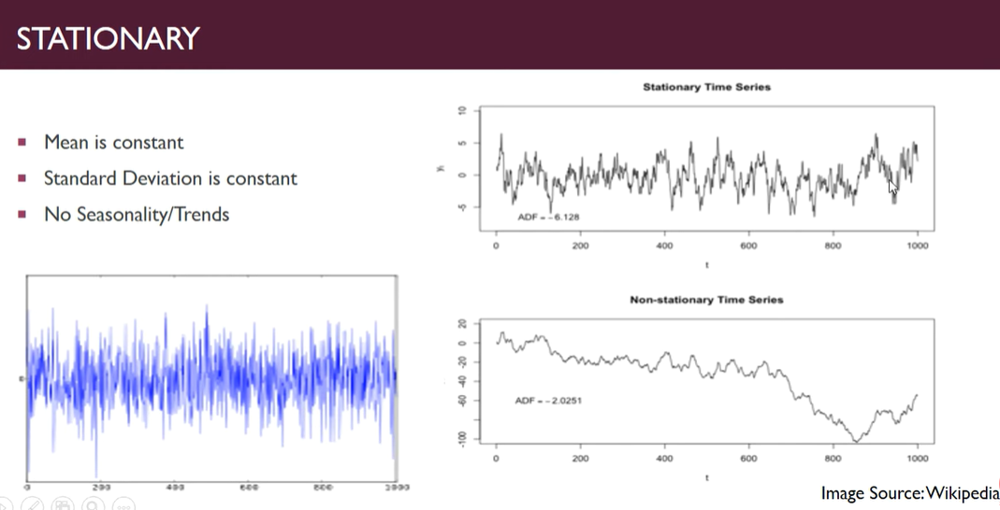 STATIONARY
Mean is constant
Standard Deviation is constant
No Seasonality/Trends
0
0 200 400 600 800 1000
Stationary Time Series
10
5
0
-5
yₜ
ADF = -6.128
0 200 400 600 800 1000
t
Non-stationary Time Series
20
0
-20
-40
-60
-100
ADF = -2.0251
0 200 400 600 800 1000
t
Image Source: Wikipedia